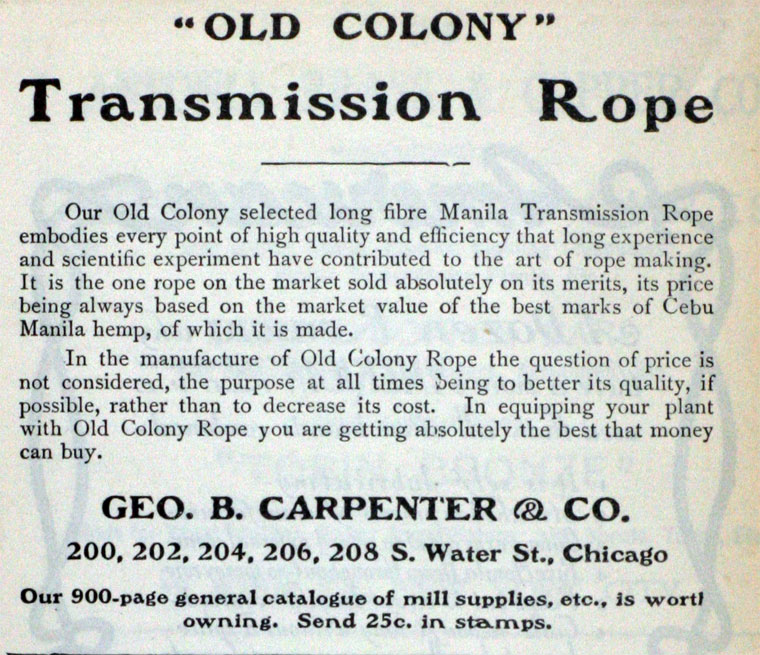 “OLD COLONY”
Transmission Rope
Our Old Colony selected long fibre Manila Transmission Rope
embodies every point of high quality and efficiency that long experience
and scientific experiment have contributed to the art of rope making.
It is the one rope on the market sold absolutely on its merits, its price
being always based on the market value of the best marks of Cebu
Manila hemp, of which it is made.
In the manufacture of Old Colony Rope the question of price is
not considered, the purpose at all times being to better its quality, if
possible, rather than to decrease its cost. In equipping your plant
with Old Colony Rope you are getting absolutely the best that money
can buy.
GEO. B. CARPENTER & CO.
200, 202, 204, 206, 208 S. Water St., Chicago
Our 900-page general catalogue of mill supplies, etc., is worth
owning. Send 25c. in stamps.